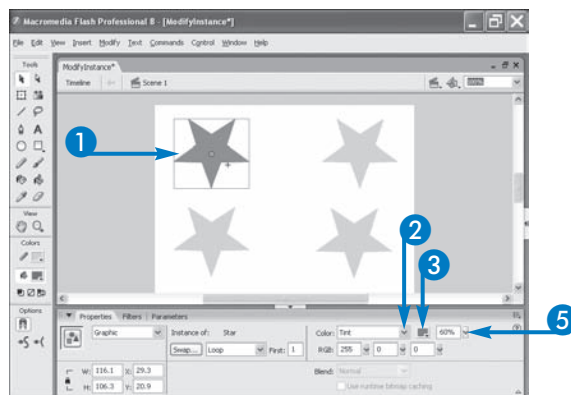 Macromedia Flash Professional 8 - [ModifyInstance*]
File Edit View Insert Modify Text Commands Control Window Help
Tools
ModifyInstance*
Timeline Scene 1 100%
1
A
View
2
Colors
3
Properties Filters Parameters
Options
Graphic Instance of: Star Color: Tint 60% 5
Swap... Loop First: 1 RGB: 255 0 0
W: 116.1 X: 29.3 Blend: Normal
H: 106.3 Y: 20.9 Use runtime bitmap caching